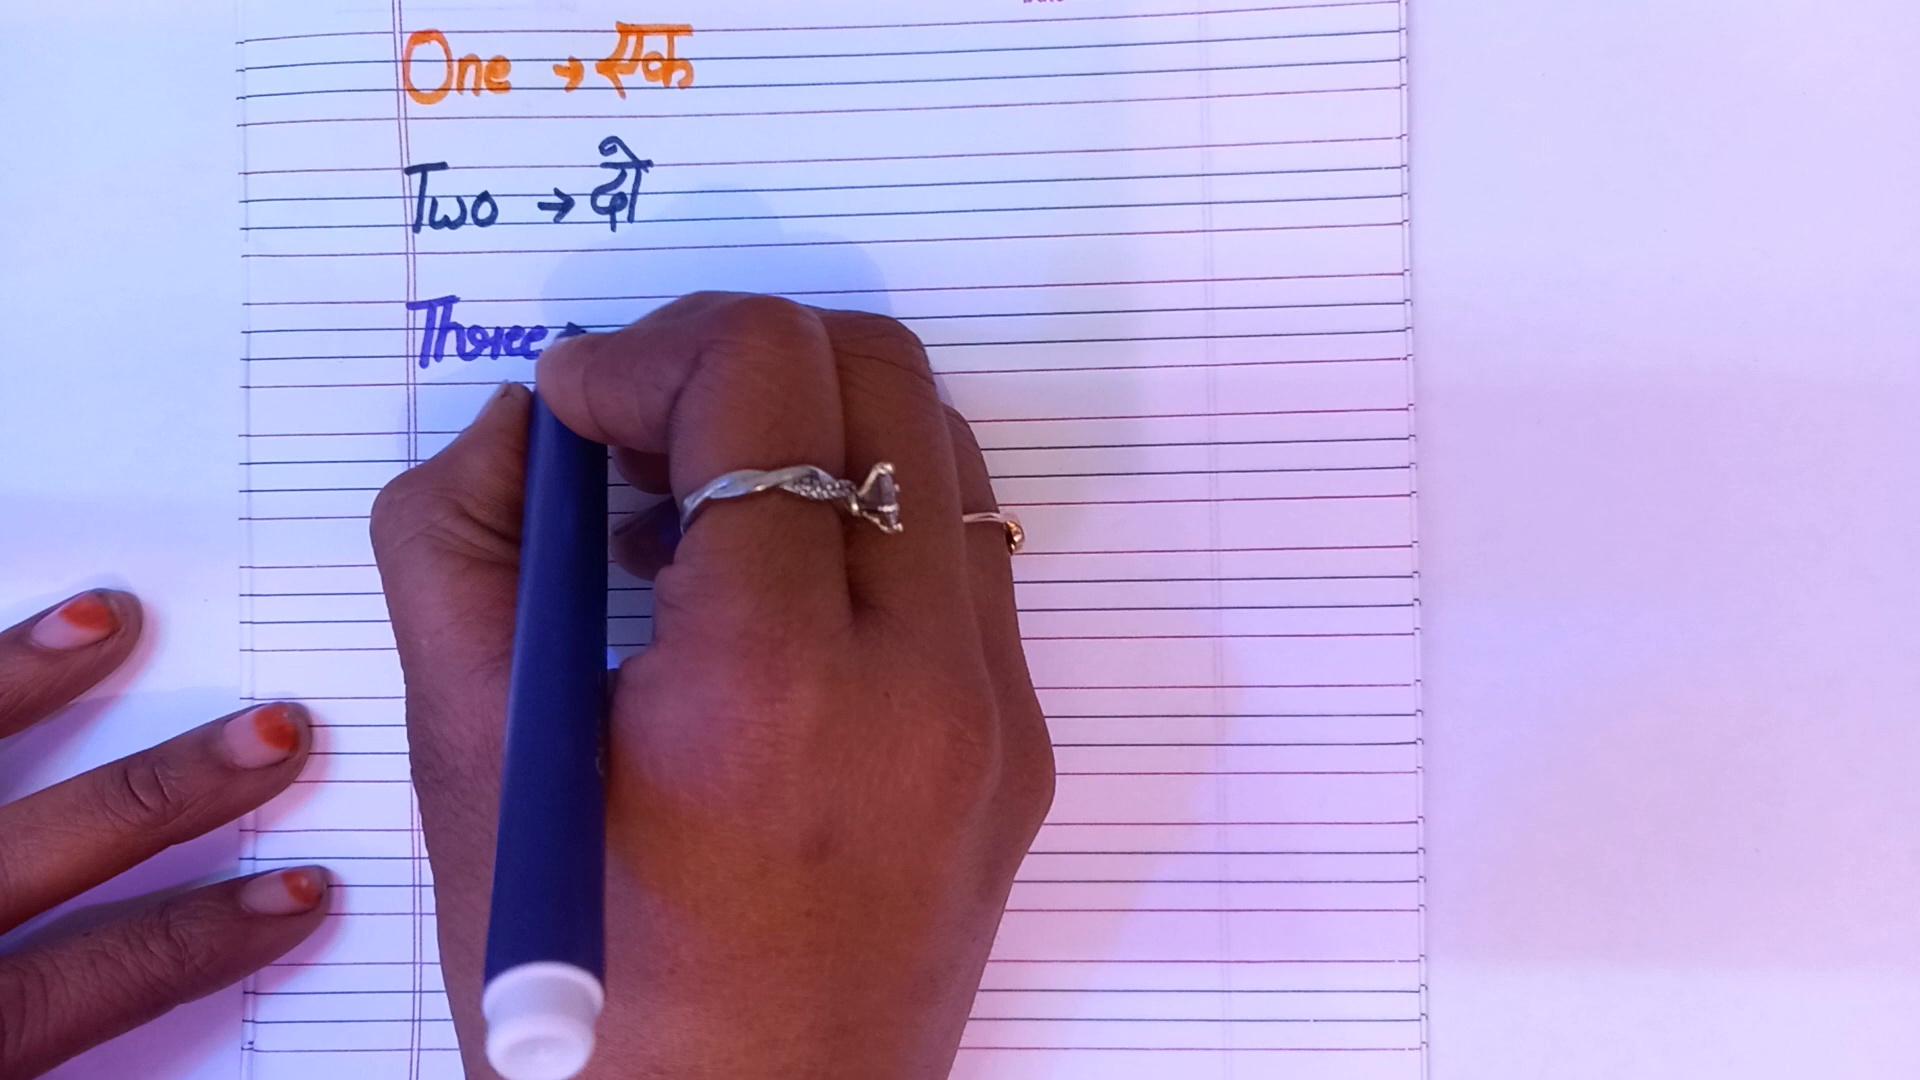 One → एक
Two → दो
Three